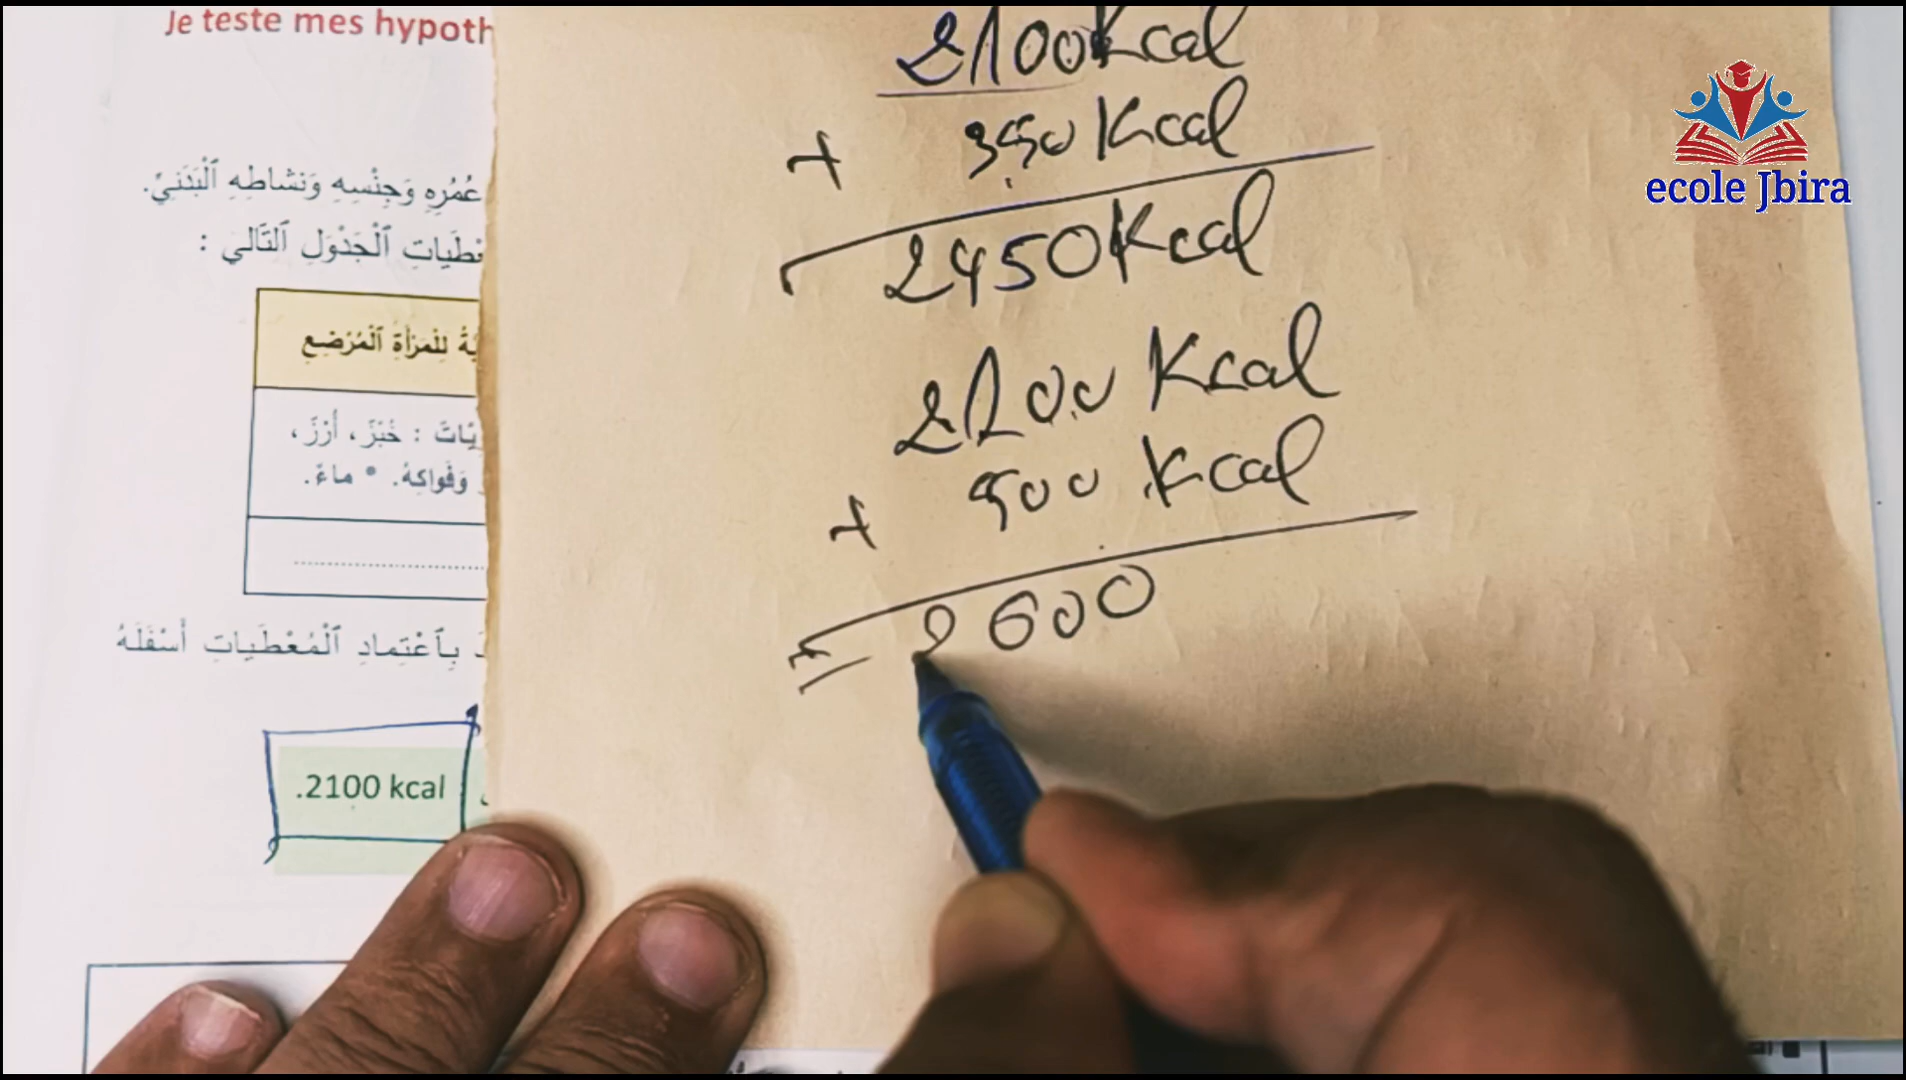 Je teste mes hypoth
عُمُرِهِ وَجِنْسِهِ وَنَشاطِهِ ٱلْبَدَنِيِّ.
عْطَيَاتِ ٱلْجَدْوَلِ ٱلتّالي :
يَّةُ لِلْمَرْأَةِ ٱلْمُرْضِعِ
رِيّات : خُبْزٌ، أَرُزّ،
وَفَواكِهُ. • ماءٌ.
بِٱعْتِمادِ ٱلْمُعْطَياتِ أَسْفَلَهُ
.2100 kcal
2100Kcal
+ 350 Kcal
2450Kcal
2100 Kcal
+ 500 Kcal
= 2600
ecole Jbira